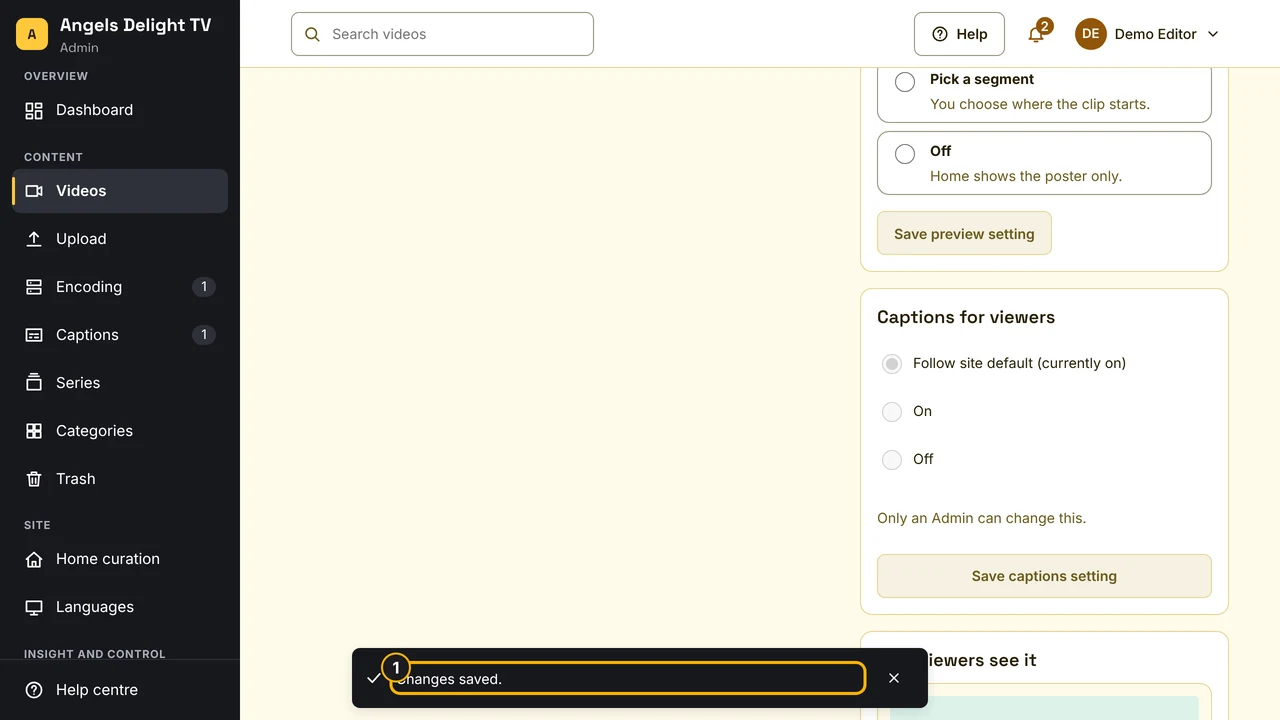 A
Angels Delight TV
Admin
OVERVIEW
Dashboard
CONTENT
Videos
Upload
Encoding 1
Captions 1
Series
Categories
Trash
SITE
Home curation
Languages
INSIGHT AND CONTROL
Help centre
Search videos
Help
2
DE
Demo Editor
Pick a segment
You choose where the clip starts.
Off
Home shows the poster only.
Save preview setting
Captions for viewers
Follow site default (currently on)
On
Off
Only an Admin can change this.
Save captions setting
see it
1
saved.